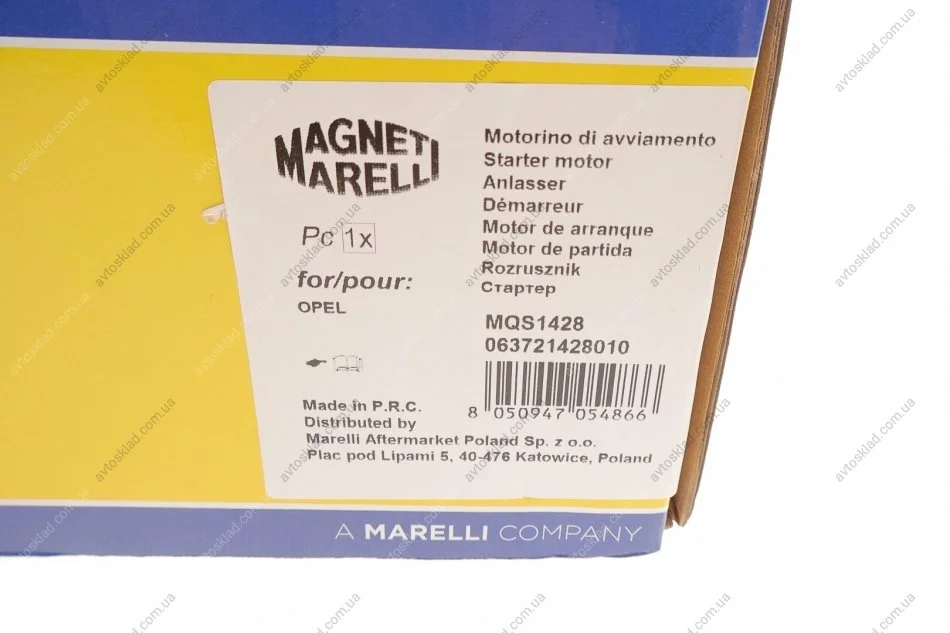 MAGNETI
MARELLI
Pc 1x
for/pour:
OPEL
Motorino di avviamento
Starter motor
Anlasser
Démarreur
Motor de arranque
Motor de partida
Rozrusznik
Стартер
MQS1428
063721428010
8 050947 054866
Made in P.R.C.
Distributed by
Marelli Aftermarket Poland Sp. z o.o.
Plac pod Lipami 5, 40-476 Katowice, Poland
A MARELLI COMPANY
avtosklad.com.ua